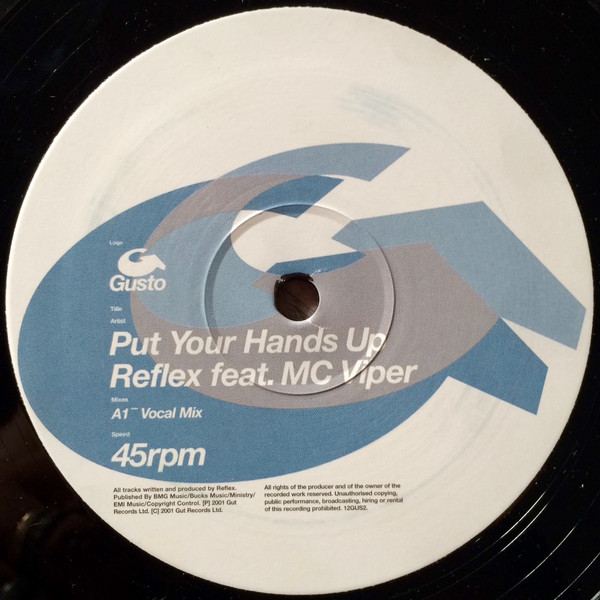 Logo
Gusto
Title
Artist
Put Your Hands Up
Reflex feat. MC Viper
Mixes
A1¯ Vocal Mix
Speed
45rpm
All tracks written and produced by Reflex.
Published By BMG Music/Bucks Music/Ministry/
EMI Music/Copyright Control. [P] 2001 Gut
Records Ltd. [C] 2001 Gut Records Ltd.
All rights of the producer and of the owner of the
recorded work reserved. Unauthorised copying,
public performance, broadcasting, hiring or rental
of this recording prohibited. 12GUS2.